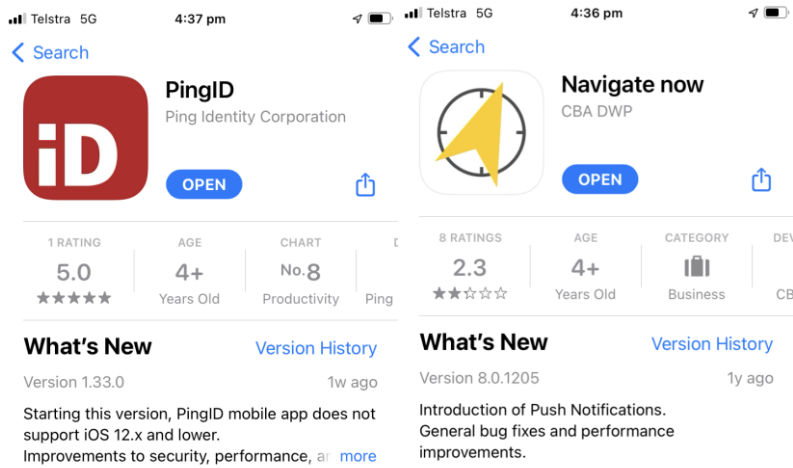 Telstra 5G 4:37 pm
Search
iD
PingID
Ping Identity Corporation
OPEN
1 RATING AGE CHART D
5.0 4+ No.8
Years Old Productivity Ping
What's New Version History
Version 1.33.0 1w ago
Starting this version, PingID mobile app does not
support iOS 12.x and lower.
Improvements to security, performance, an more
Telstra 5G 4:36 pm
Search
Navigate now
CBA DWP
OPEN
8 RATINGS AGE CATEGORY DEV
2.3 4+
Years Old Business CB
What's New Version History
Version 8.0.1205 1y ago
Introduction of Push Notifications.
General bug fixes and performance
improvements.